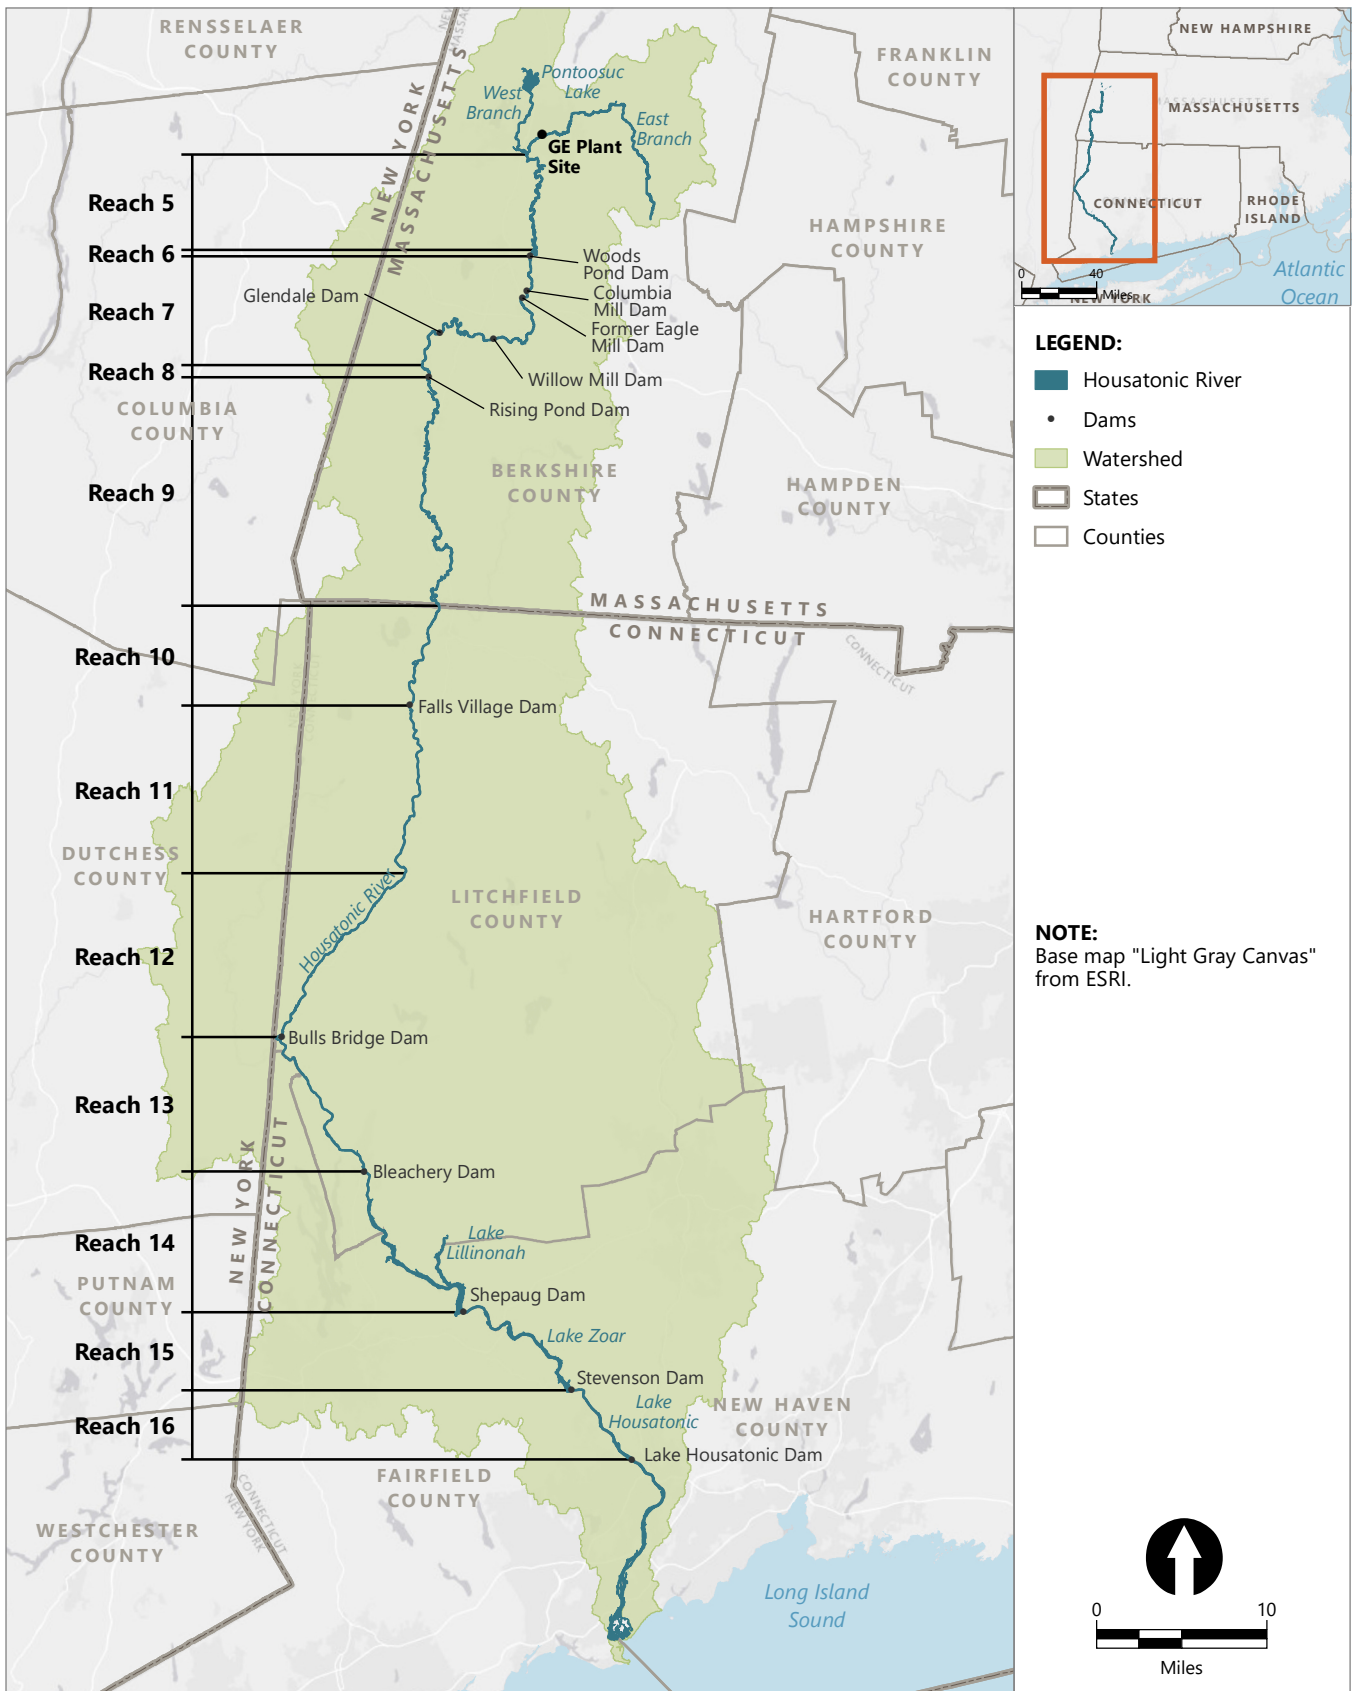 RENSSELAER
COUNTY
NEW YORK
MASSACHUSETTS
Pontoosuc
Lake
West
Branch
East
Branch
GE Plant
Site
FRANKLIN
COUNTY
Reach 5
HAMPSHIRE
COUNTY
Reach 6
Woods
Pond Dam
Columbia
Mill Dam
Glendale Dam
Reach 7
Former Eagle
Mill Dam
Reach 8
Willow Mill Dam
Rising Pond Dam
COLUMBIA
COUNTY
Reach 9
BERKSHIRE
COUNTY
HAMPDEN
COUNTY
MASSACHUSETTS
CONNECTICUT
CONNECTICUT
Reach 10
NEW YORK
CONNECTICUT
Falls Village Dam
Reach 11
DUTCHESS
COUNTY
Housatonic River
LITCHFIELD
COUNTY
HARTFORD
COUNTY
Reach 12
Bulls Bridge Dam
Reach 13
NEW YORK
CONNECTICUT
Bleachery Dam
Reach 14
Lake
Lillinonah
PUTNAM
COUNTY
Shepaug Dam
Lake Zoar
Reach 15
Stevenson Dam
Lake
Housatonic
NEW HAVEN
COUNTY
Reach 16
Lake Housatonic Dam
FAIRFIELD
COUNTY
CONNECTICUT
NEW YORK
WESTCHESTER
COUNTY
Long Island
Sound
NEW HAMPSHIRE
MASSACHUSETTS
CONNECTICUT
RHODE
ISLAND
Atlantic
Ocean
0 40
Miles
NEW YORK
LEGEND:
Housatonic River
Dams
Watershed
States
Counties
NOTE:
Base map "Light Gray Canvas"
from ESRI.
0 10
Miles